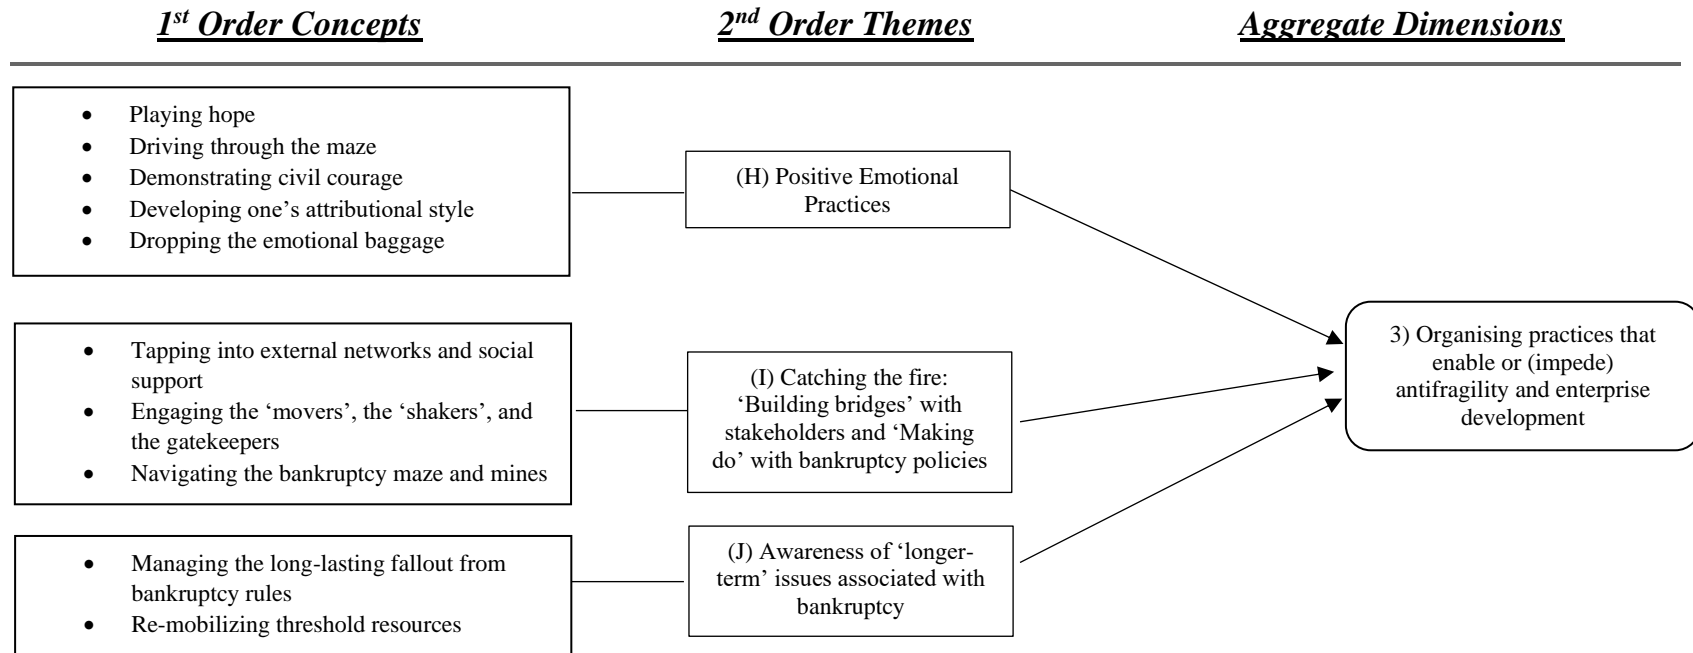 1st Order Concepts
2nd Order Themes
Aggregate Dimensions
• Playing hope
• Driving through the maze
• Demonstrating civil courage
• Developing one’s attributional style
• Dropping the emotional baggage
(H) Positive Emotional
Practices
• Tapping into external networks and social
support
• Engaging the ‘movers’, the ‘shakers’, and
the gatekeepers
• Navigating the bankruptcy maze and mines
(I) Catching the fire:
‘Building bridges’ with
stakeholders and ‘Making
do’ with bankruptcy policies
• Managing the long-lasting fallout from
bankruptcy rules
• Re-mobilizing threshold resources
(J) Awareness of ‘longer-
term’ issues associated with
bankruptcy
3) Organising practices that
enable or (impede)
antifragility and enterprise
development